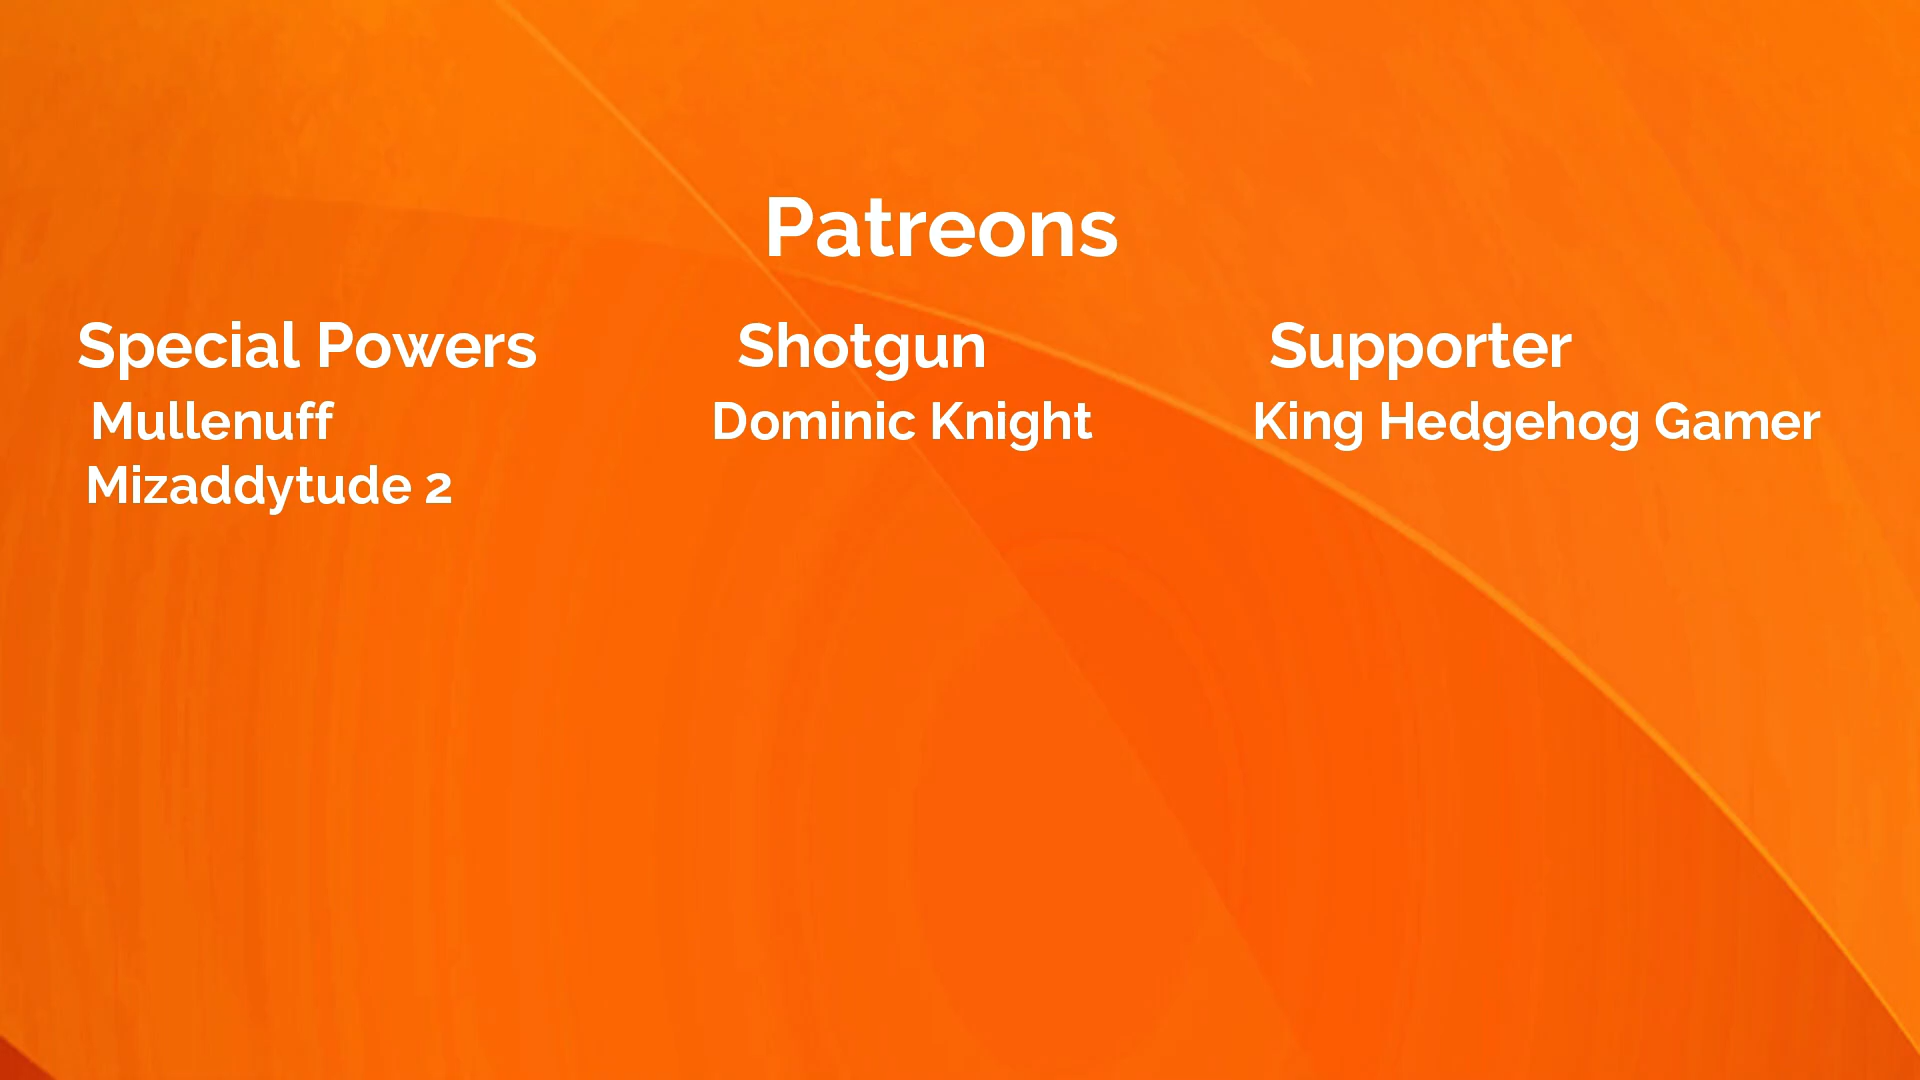 Patreons
Special Powers
Mullenuff
Mizaddytude 2
Shotgun
Dominic Knight
Supporter
King Hedgehog Gamer